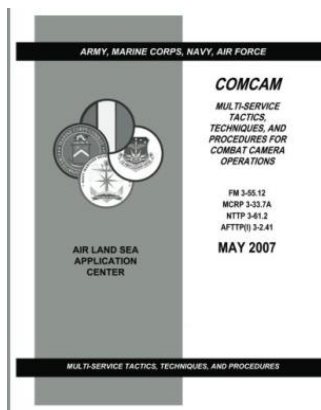 ARMY, MARINE CORPS, NAVY, AIR FORCE
COMCAM
MULTI-SERVICE
TACTICS,
TECHNIQUES, AND
PROCEDURES FOR
COMBAT CAMERA
OPERATIONS
FM 3-55.12
MCRP 3-33.7A
NTTP 3-61.2
AFTTP(I) 3-2.41
MAY 2007
AIR LAND SEA
APPLICATION
CENTER
MULTI-SERVICE TACTICS, TECHNIQUES, AND PROCEDURES